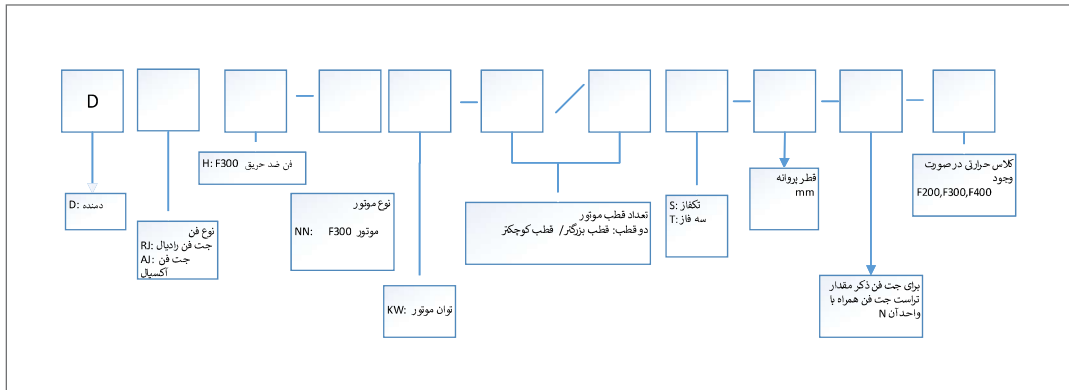 D
D: دمنده
نوع فن
RJ: جت فن رادیال
AJ: جت فن
آکسیال
H: F300 فن ضد حریق
نوع موتور
NN: موتور F300
KW: توان موتور
تعداد قطب موتور
دو قطب: قطب بزرگتر/ قطب کوچکتر
S: تکفاز
T: سه فاز
قطر پروانه
mm
برای جت فن ذکر مقدار
تراست جت فن همراه با
واحد آن N
کلاس حرارتی در صورت
وجود
F200,F300,F400